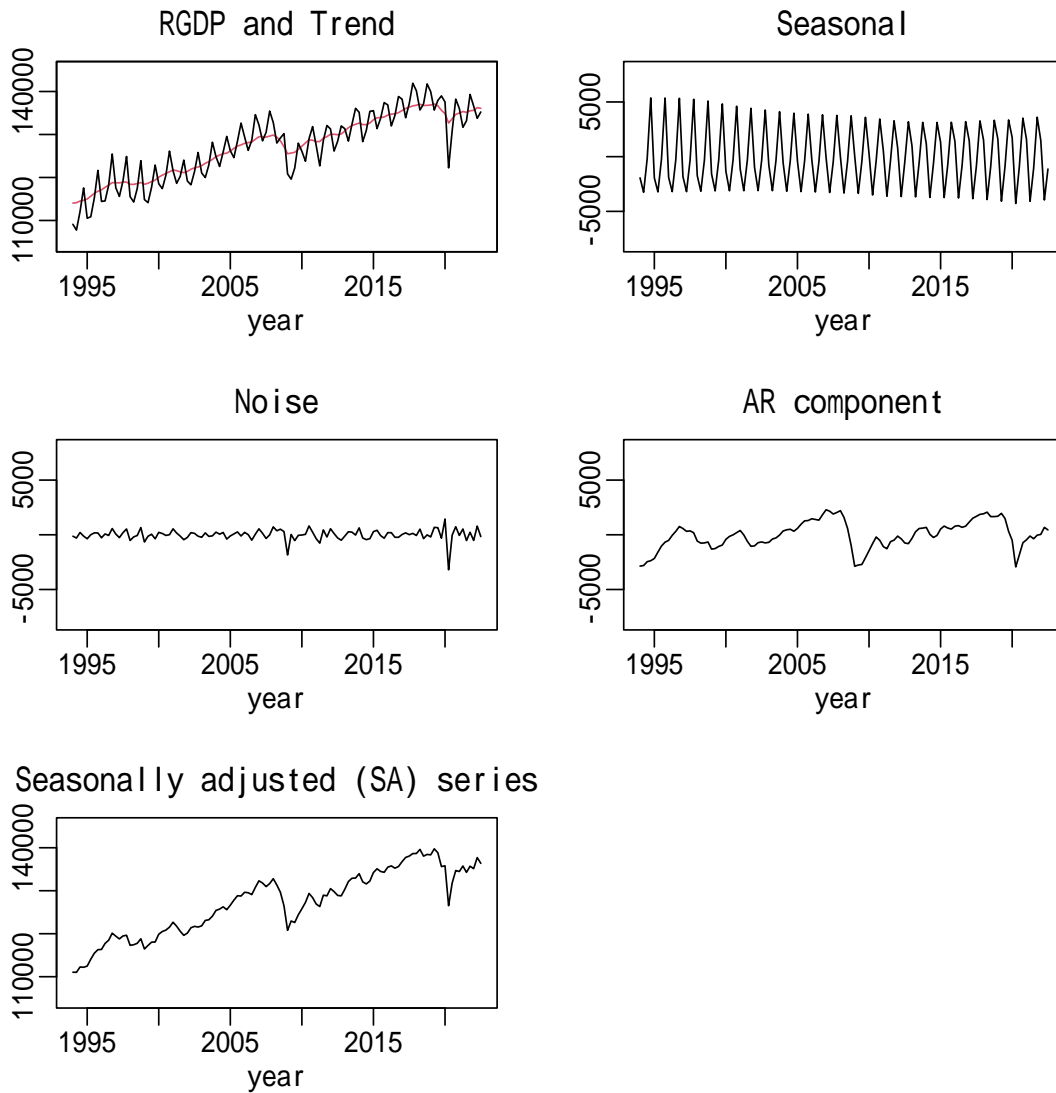 RGDP and Trend
140000
110000
1995 2005 2015
year
Seasonal
5000
-5000
1995 2005 2015
year
Noise
5000
-5000
1995 2005 2015
year
AR component
5000
-5000
1995 2005 2015
year
Seasonally adjusted (SA) series
140000
110000
1995 2005 2015
year